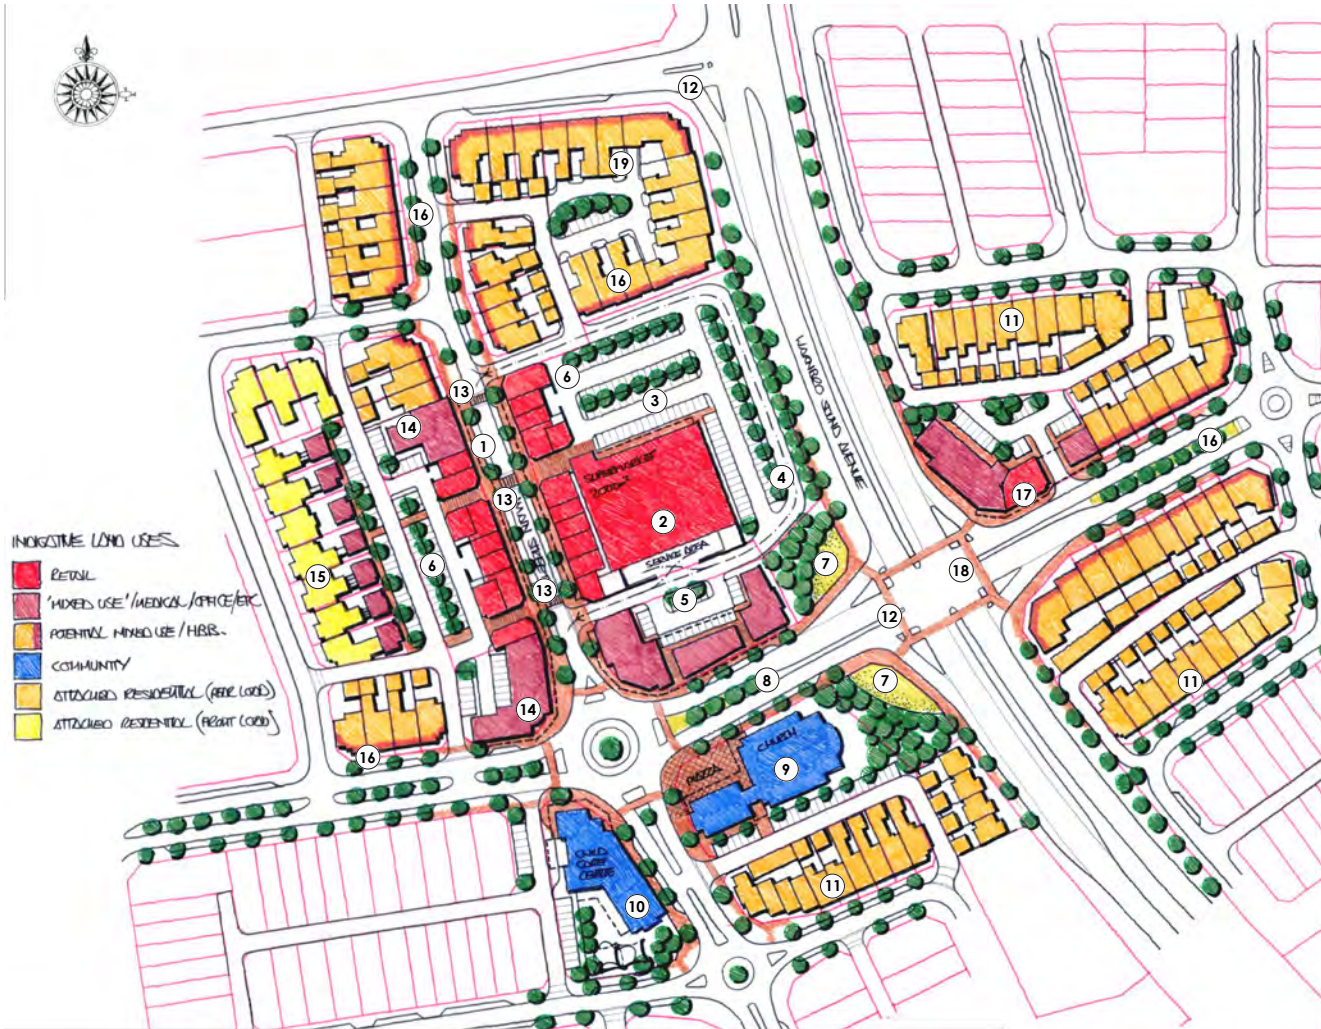 12
19
16
16
11
WARNBRO SOUND AVENUE
6
13
3
14
1
16
SUPERMARKET
4
13
MAIN STREET
17
2
INDICATIVE LAND USES
SERVICE AREA
RETAIL
15
6
7
18
'MIXED USE'/MEDICAL/OFFICE/ETC
13
5
POTENTIAL MIXED USE/H.B.B.
12
COMMUNITY
8
7
11
ATTACHED RESIDENTIAL (REAR LOAD)
14
ATTACHED RESIDENTIAL (FRONT LOAD)
CHURCH
16
PIAZZA
9
CHILD
CARE
CENTRE
11
10